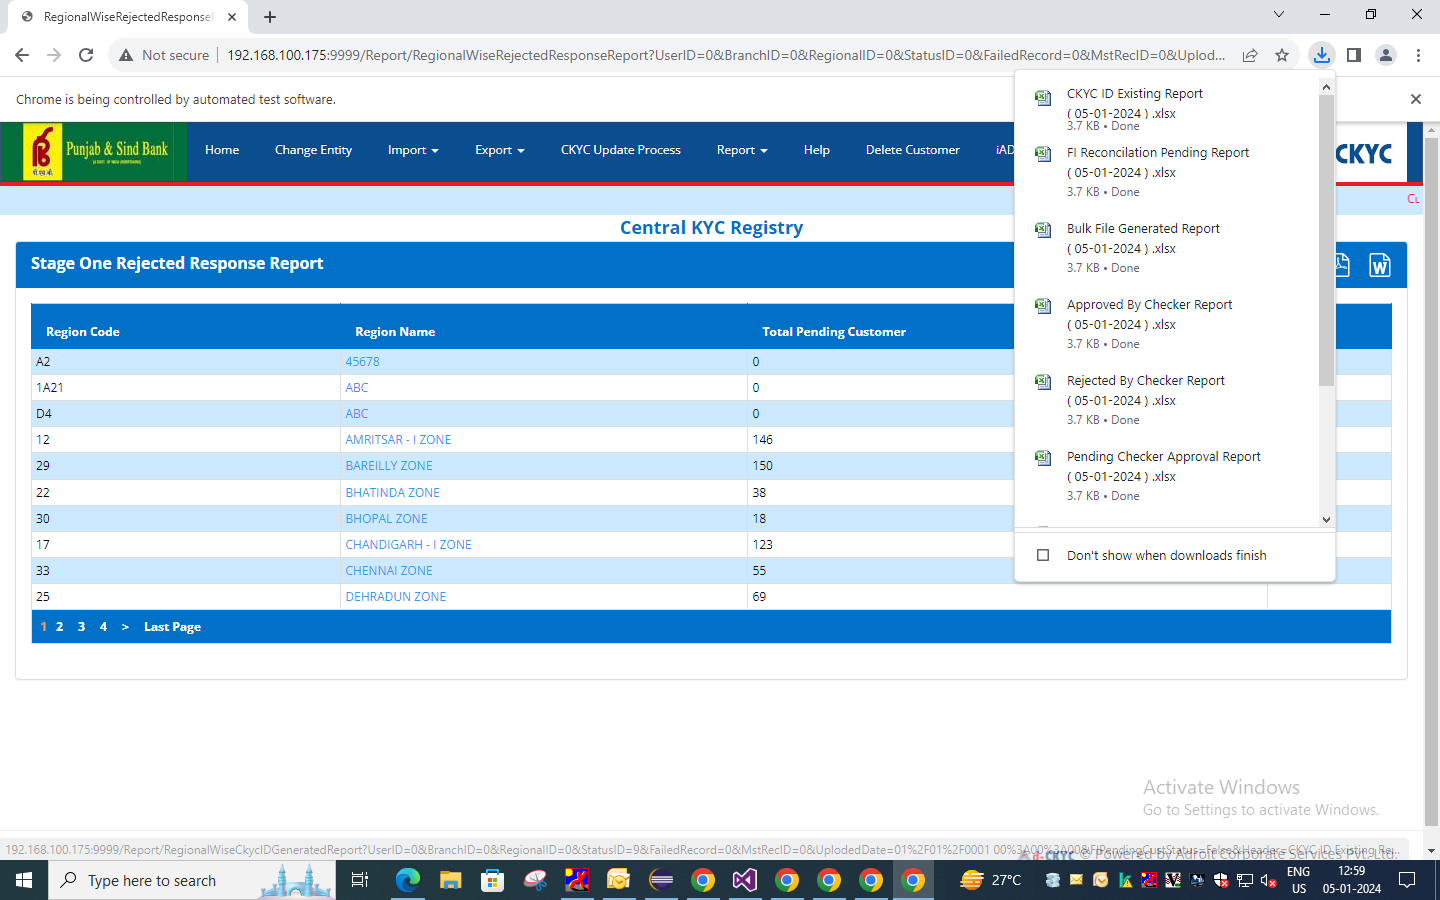 RegionalWiseRejectedResponseR
Not secure
192.168.100.175:9999/Report/RegionalWiseRejectedResponseReport?UserID=0&BranchID=0&RegionalID=0&StatusID=0&FailedRecord=0&MstRecID=0&Uplod...
Chrome is being controlled by automated test software.
Punjab & Sind Bank
पी.एस.बी.
Home
Change Entity
Import
Export
CKYC Update Process
Report
Help
Delete Customer
iAD
CKYC
Central KYC Registry
Stage One Rejected Response Report
Region Code Region Name Total Pending Customer
A2 45678 0
1A21 ABC 0
D4 ABC 0
12 AMRITSAR - I ZONE 146
29 BAREILLY ZONE 150
22 BHATINDA ZONE 38
30 BHOPAL ZONE 18
17 CHANDIGARH - I ZONE 123
33 CHENNAI ZONE 55
25 DEHRADUN ZONE 69
1 2 3 4 > Last Page
CKYC ID Existing Report
( 05-01-2024 ) .xlsx
3.7 KB • Done
FI Reconcilation Pending Report
( 05-01-2024 ) .xlsx
3.7 KB • Done
Bulk File Generated Report
( 05-01-2024 ) .xlsx
3.7 KB • Done
Approved By Checker Report
( 05-01-2024 ) .xlsx
3.7 KB • Done
Rejected By Checker Report
( 05-01-2024 ) .xlsx
3.7 KB • Done
Pending Checker Approval Report
( 05-01-2024 ) .xlsx
3.7 KB • Done
Don't show when downloads finish
Activate Windows
Go to Settings to activate Windows.
192.168.100.175:9999/Report/RegionalWiseCkycIDGeneratedReport?UserID=0&BranchID=0&RegionalID=0&StatusID=9&FailedRecord=0&MstRecID=0&UplodedDate=01%2F01%2F0001 00%3A00%3A00&FIPendingCustStatus=False&Header=CKYC ID Existing Re...
© Powered by Adroit Corporate Services Pvt. Ltd.
Type here to search
27°C
ENG
US
12:59
05-01-2024